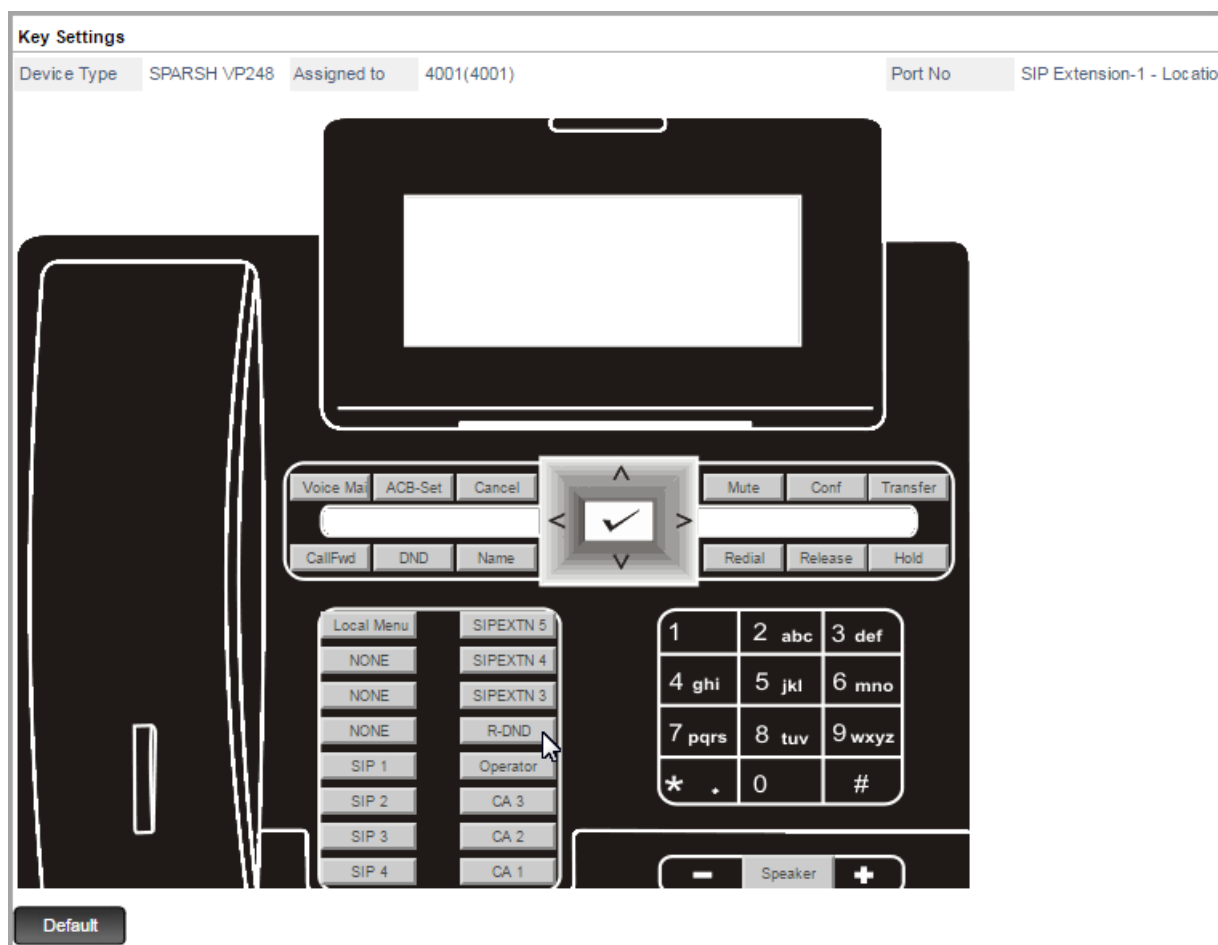 Key Settings
Device Type SPARSH VP248 Assigned to 4001(4001) Port No SIP Extension-1 - Locatio
Voice Mai ACB-Set Cancel ^ Mute Conf Transfer
< >
CallFwd DND Name v Redial Release Hold
Local Menu SIPEXTN 5
NONE SIPEXTN 4
NONE SIPEXTN 3
NONE R-DND
SIP 1 Operator
SIP 2 CA 3
SIP 3 CA 2
SIP 4 CA 1
1 2 abc 3 def
4 ghi 5 jkl 6 mno
7 pqrs 8 tuv 9 wxyz
* . 0 #
- Speaker +
Default